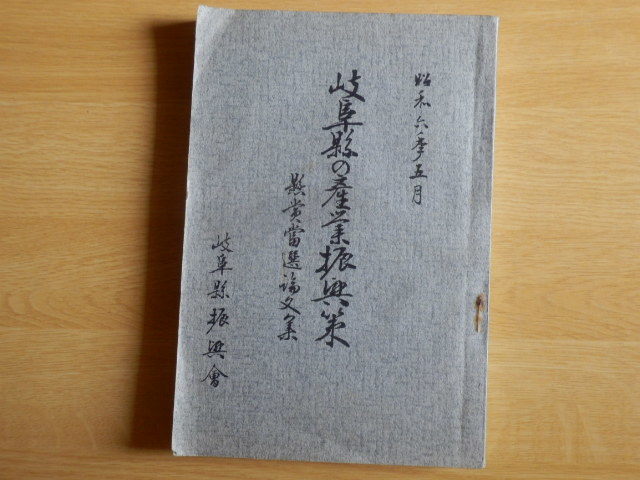 昭和六季五月
岐阜縣の産業振興策
懸賞當選論文集
岐阜縣振興會